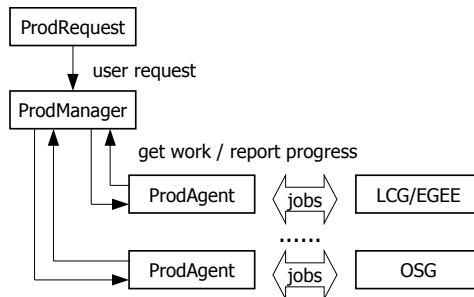 ProdRequest
user request
ProdManager
get work / report progress
ProdAgent
jobs
LCG/EGEE
......
ProdAgent
jobs
OSG